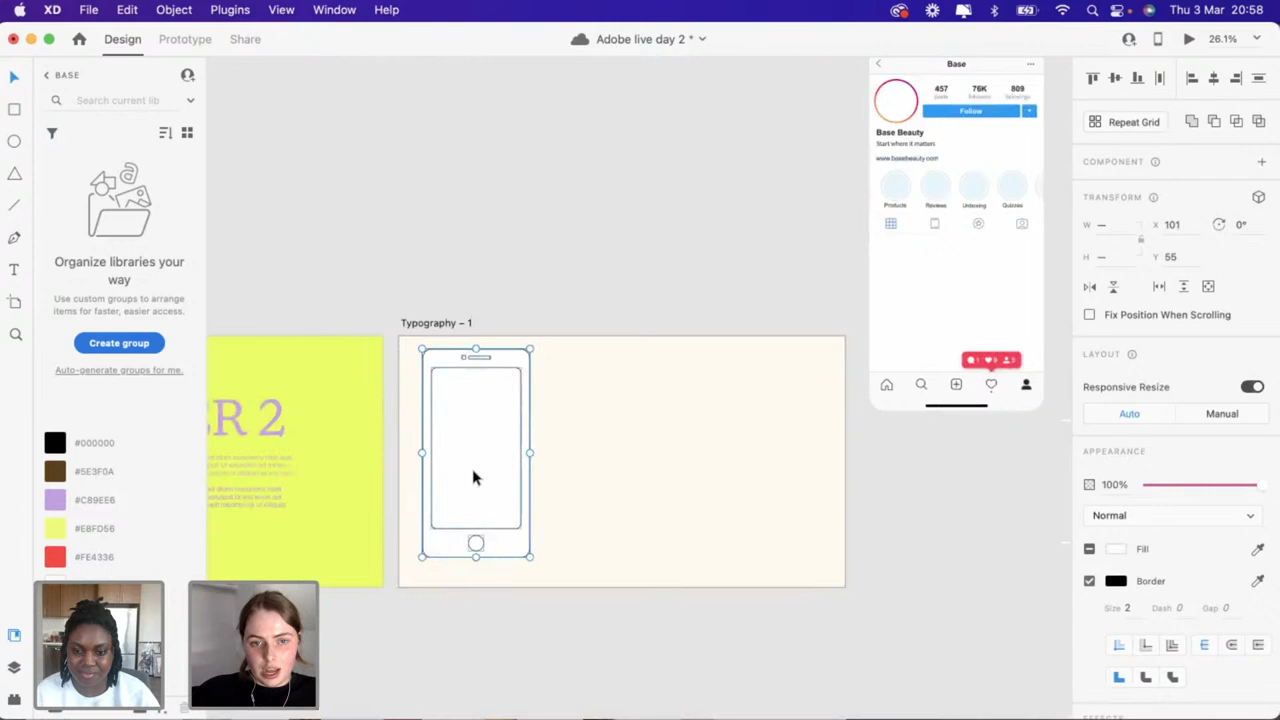 XD File Edit Object Plugins View Window Help Thu 3 Mar 20:58
Design Prototype Share Adobe live day 2 * 26.1%
BASE
Search current lib
Organize libraries your
way
Use custom groups to arrange
items for faster, easier access.
Create group
Auto-generate groups for me.
#000000
#5E3F0A
#C89EE6
#E8FD56
#FE4336
ER 2
Typography – 1
Base
457 76K 809
Follow
Base Beauty
Start where it matters
www.basebeauty.com
Products Reviews Unboxing Quizzes
Repeat Grid
COMPONENT
TRANSFORM
W – X 101 0°
H – Y 55
Fix Position When Scrolling
LAYOUT
Responsive Resize
Auto Manual
APPEARANCE
100%
Normal
Fill
Border
Size 2 Dash 0 Gap 0